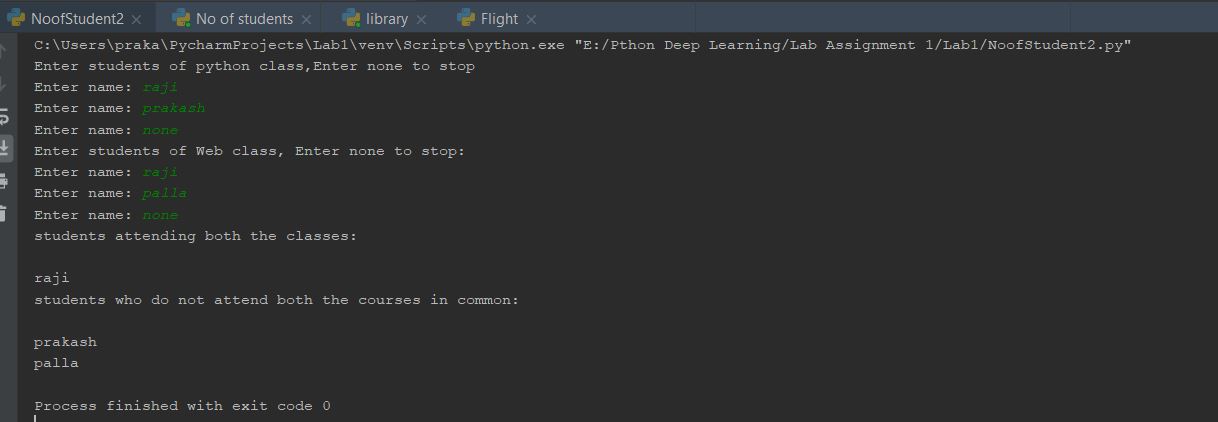 NoofStudent2 No of students library Flight
C:\Users\praka\PycharmProjects\Lab1\venv\Scripts\python.exe "E:/Pthon Deep Learning/Lab Assignment 1/Lab1/NoofStudent2.py"
Enter students of python class,Enter none to stop
Enter name: raji
Enter name: prakash
Enter name: none
Enter students of Web class, Enter none to stop:
Enter name: raji
Enter name: palla
Enter name: none
students attending both the classes:
raji
students who do not attend both the courses in common:
prakash
palla
Process finished with exit code 0